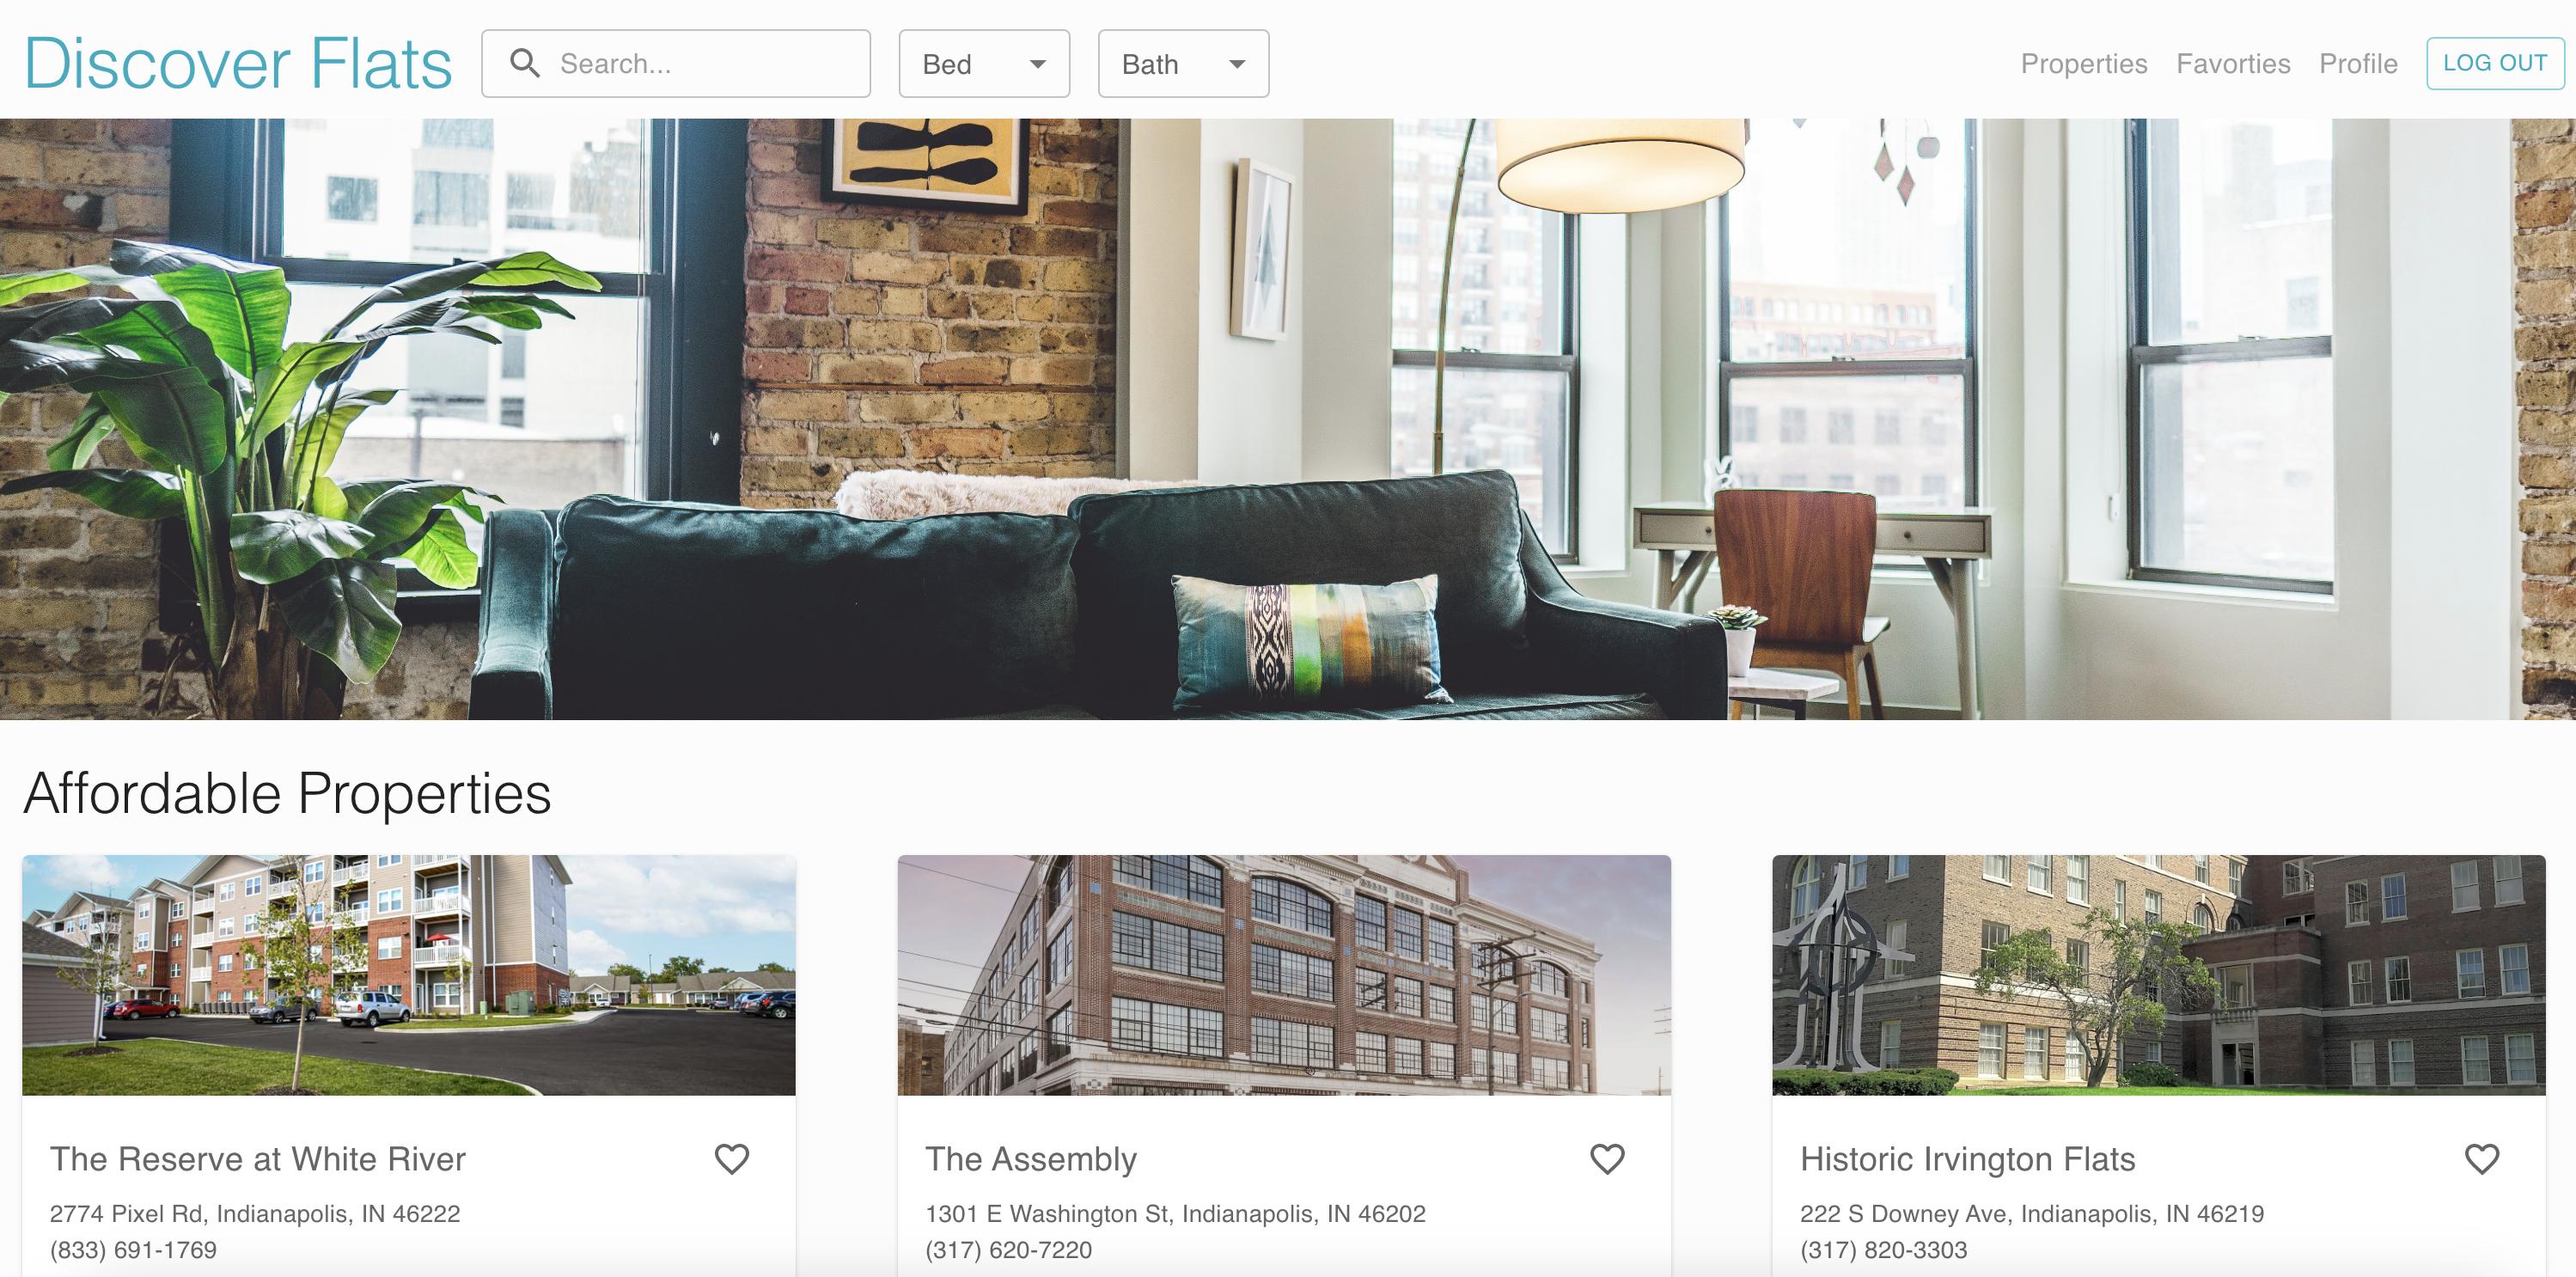 Discover Flats
Search...
Bed
Bath
Properties
Favorties
Profile
LOG OUT
Affordable Properties
The Reserve at White River
2774 Pixel Rd, Indianapolis, IN 46222
(833) 691-1769
The Assembly
1301 E Washington St, Indianapolis, IN 46202
(317) 620-7220
Historic Irvington Flats
222 S Downey Ave, Indianapolis, IN 46219
(317) 820-3303